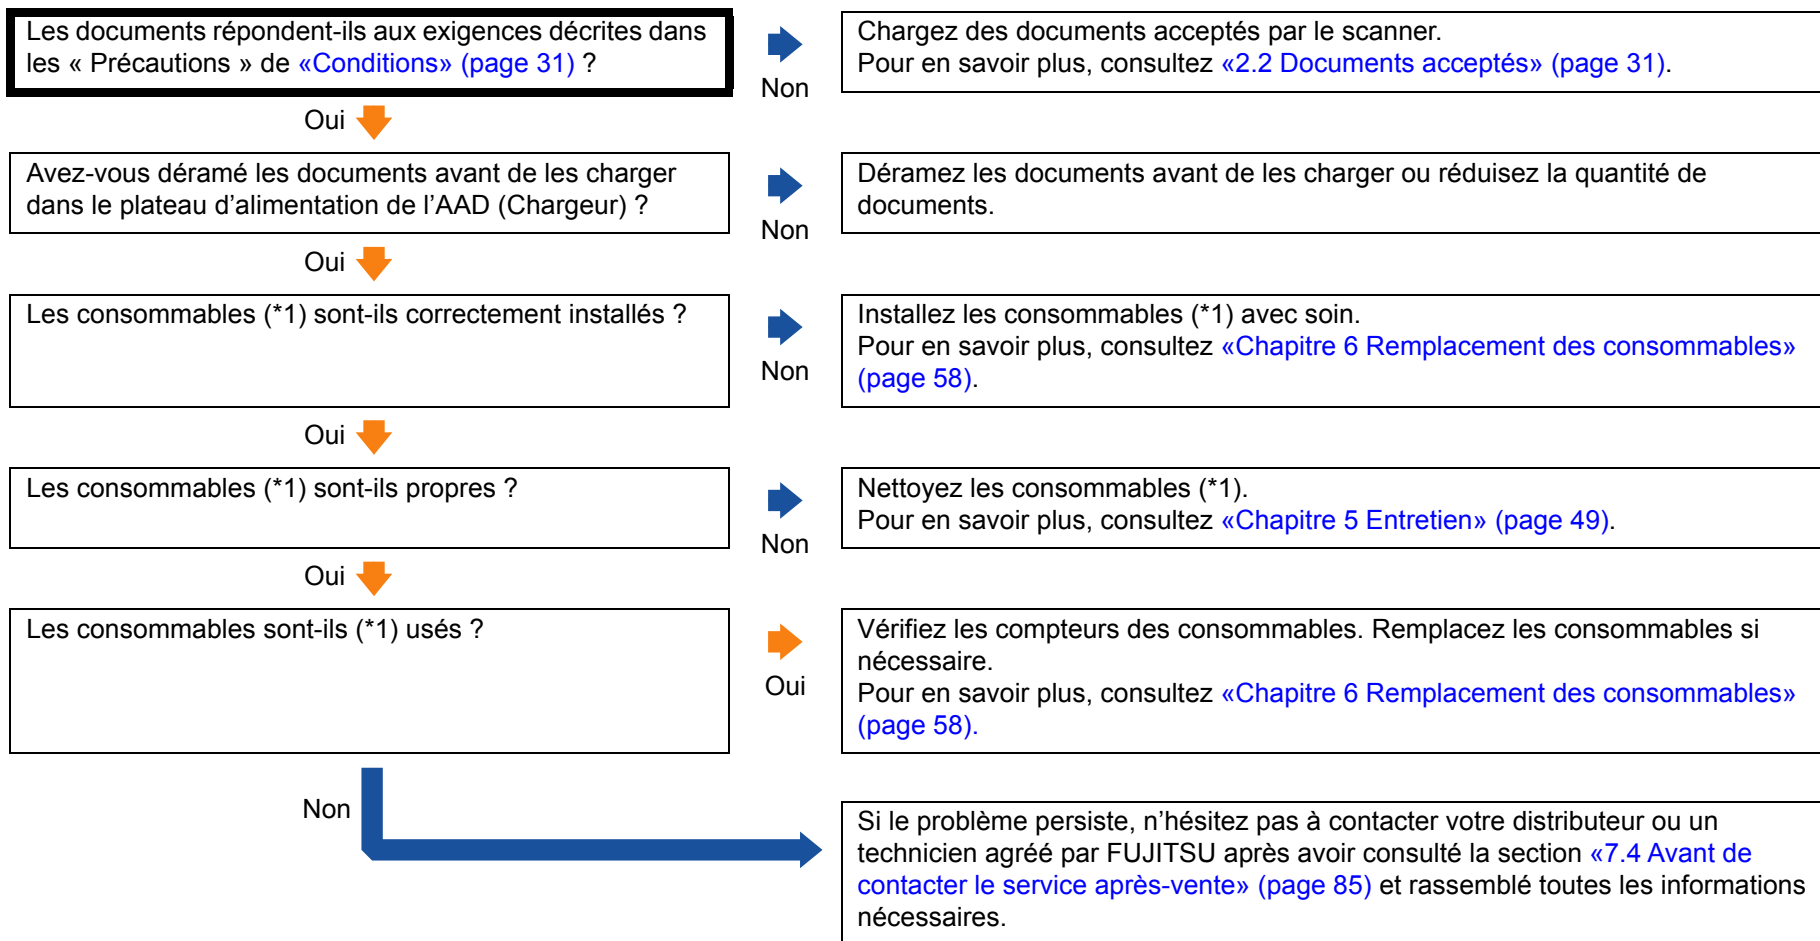 Les documents répondent-ils aux exigences décrites dans
les « Précautions » de «Conditions» (page 31) ?
Non
Chargez des documents acceptés par le scanner.
Pour en savoir plus, consultez «2.2 Documents acceptés» (page 31).
Oui
Avez-vous déramé les documents avant de les charger
dans le plateau d’alimentation de l’AAD (Chargeur) ?
Non
Déramez les documents avant de les charger ou réduisez la quantité de
documents.
Oui
Les consommables (*1) sont-ils correctement installés ?
Non
Installez les consommables (*1) avec soin.
Pour en savoir plus, consultez «Chapitre 6 Remplacement des consommables»
(page 58).
Oui
Les consommables (*1) sont-ils propres ?
Non
Nettoyez les consommables (*1).
Pour en savoir plus, consultez «Chapitre 5 Entretien» (page 49).
Oui
Les consommables sont-ils (*1) usés ?
Oui
Vérifiez les compteurs des consommables. Remplacez les consommables si
nécessaire.
Pour en savoir plus, consultez «Chapitre 6 Remplacement des consommables»
(page 58).
Non
Si le problème persiste, n’hésitez pas à contacter votre distributeur ou un
technicien agréé par FUJITSU après avoir consulté la section «7.4 Avant de
contacter le service après-vente» (page 85) et rassemblé toutes les informations
nécessaires.